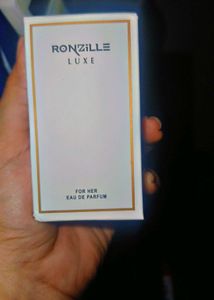 RONZILLE
LUXE
FOR HER
EAU DE PARFUM